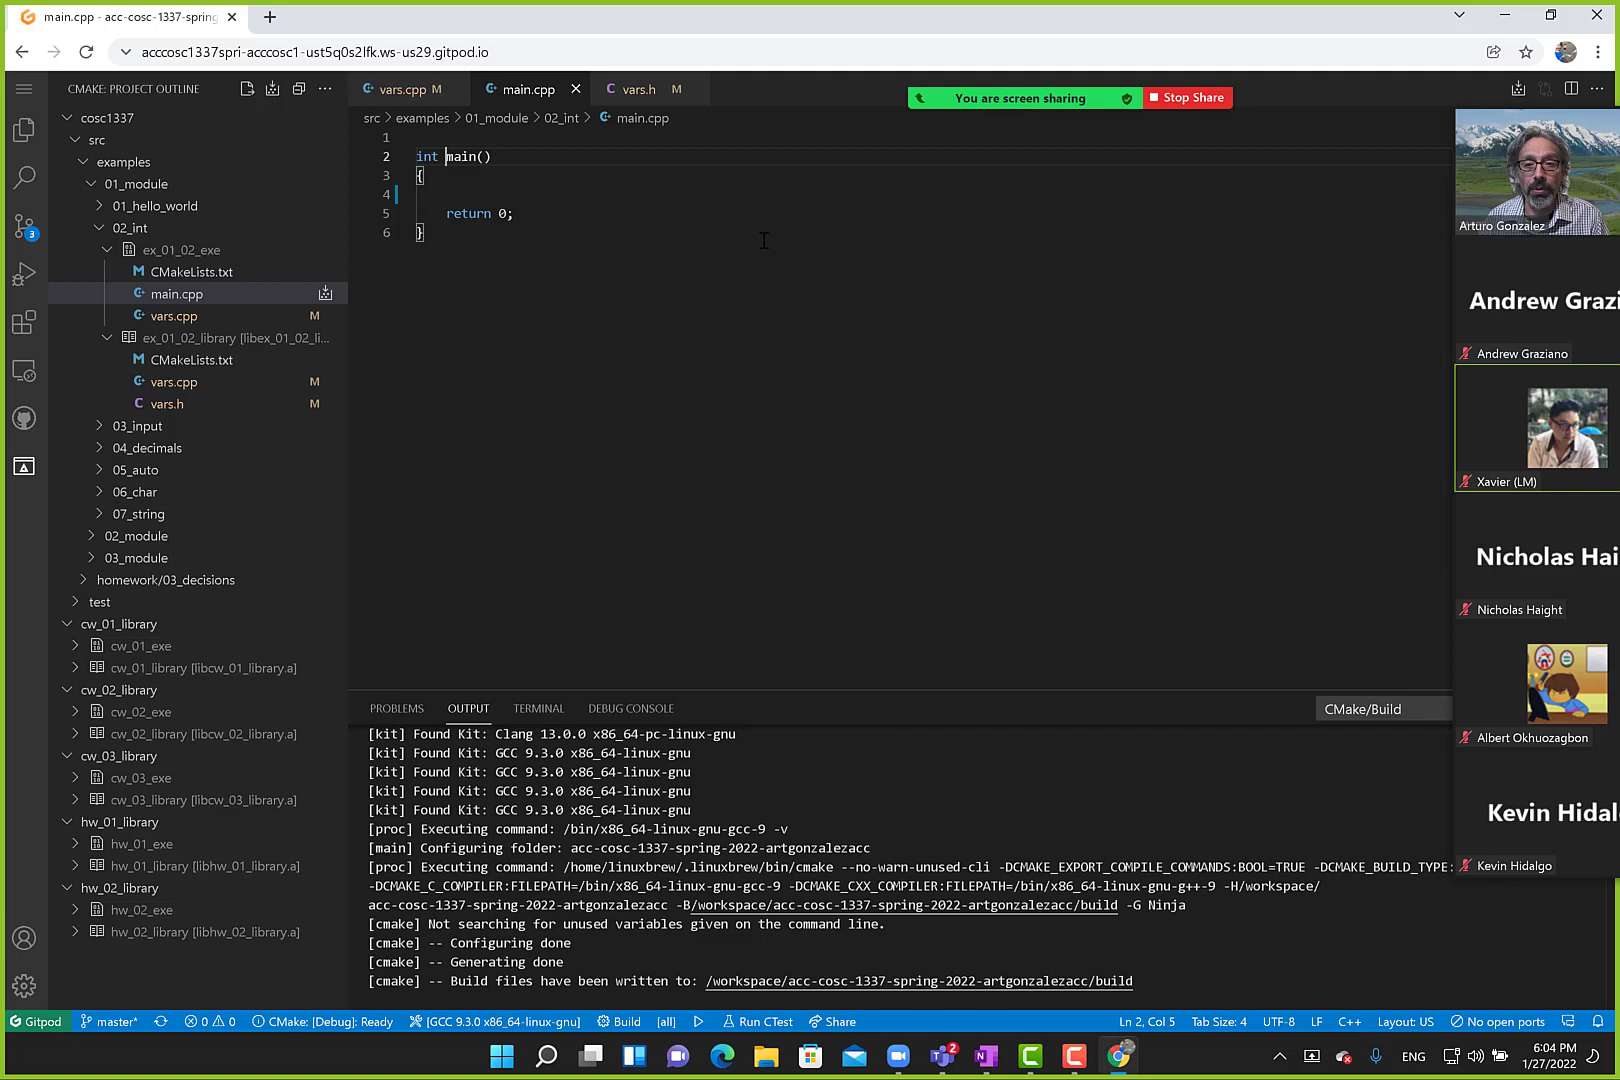 main.cpp - acc-cosc-1337-spring
acccosc1337spri-acccosc1-ust5q0s2lfk.ws-us29.gitpod.io
CMAKE: PROJECT OUTLINE
vars.cpp M
main.cpp
vars.h M
You are screen sharing
Stop Share
src > examples > 01_module > 02_int > main.cpp
cosc1337
src
examples
01_module
01_hello_world
02_int
ex_01_02_exe
CMakeLists.txt
main.cpp
vars.cpp M
ex_01_02_library [libex_01_02_li...
CMakeLists.txt
vars.cpp M
vars.h M
03_input
04_decimals
05_auto
06_char
07_string
02_module
03_module
homework/03_decisions
test
cw_01_library
cw_01_exe
cw_01_library [libcw_01_library.a]
cw_02_library
cw_02_exe
cw_02_library [libcw_02_library.a]
cw_03_library
cw_03_exe
cw_03_library [libcw_03_library.a]
hw_01_library
hw_01_exe
hw_01_library [libhw_01_library.a]
hw_02_library
hw_02_exe
hw_02_library [libhw_02_library.a]
3
1
2 int main()
3 {
4
5 return 0;
6 }
Arturo Gonzalez
Andrew Grazi
Andrew Graziano
Xavier (LM)
Nicholas Hai
Nicholas Haight
Albert Okhuozagbon
Kevin Hidal
Kevin Hidalgo
PROBLEMS OUTPUT TERMINAL DEBUG CONSOLE
CMake/Build
[kit] Found Kit: Clang 13.0.0 x86_64-pc-linux-gnu
[kit] Found Kit: GCC 9.3.0 x86_64-linux-gnu
[kit] Found Kit: GCC 9.3.0 x86_64-linux-gnu
[kit] Found Kit: GCC 9.3.0 x86_64-linux-gnu
[kit] Found Kit: GCC 9.3.0 x86_64-linux-gnu
[proc] Executing command: /bin/x86_64-linux-gnu-gcc-9 -v
[main] Configuring folder: acc-cosc-1337-spring-2022-artgonzalezacc
[proc] Executing command: /home/linuxbrew/.linuxbrew/bin/cmake --no-warn-unused-cli -DCMAKE_EXPORT_COMPILE_COMMANDS:BOOL=TRUE -DCMAKE_BUILD_TYPE:
-DCMAKE_C_COMPILER:FILEPATH=/bin/x86_64-linux-gnu-gcc-9 -DCMAKE_CXX_COMPILER:FILEPATH=/bin/x86_64-linux-gnu-g++-9 -H/workspace/
acc-cosc-1337-spring-2022-artgonzalezacc -B/workspace/acc-cosc-1337-spring-2022-artgonzalezacc/build -G Ninja
[cmake] Not searching for unused variables given on the command line.
[cmake] -- Configuring done
[cmake] -- Generating done
[cmake] -- Build files have been written to: /workspace/acc-cosc-1337-spring-2022-artgonzalezacc/build
Gitpod master* 0 0 CMake: [Debug]: Ready [GCC 9.3.0 x86_64-linux-gnu] Build [all] Run CTest Share Ln 2, Col 5 Tab Size: 4 UTF-8 LF C++ Layout: US No open ports
2
ENG
6:04 PM
1/27/2022